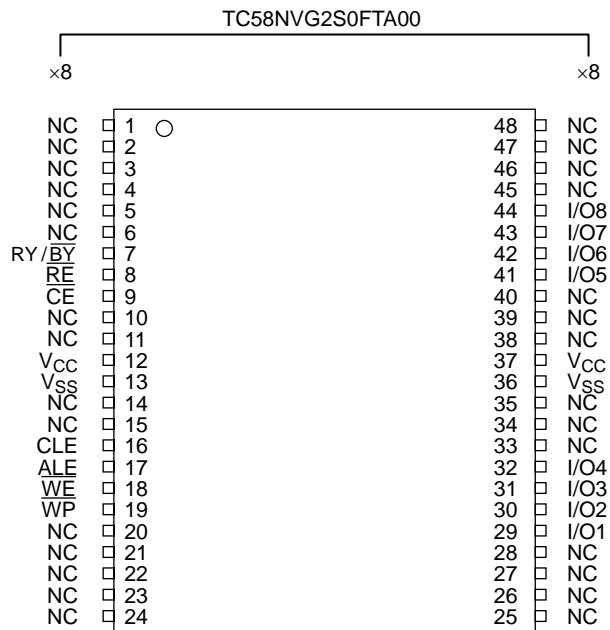 TC58NVG2S0FTA00
×8 ×8
NC 1 48 NC
NC 2 47 NC
NC 3 46 NC
NC 4 45 NC
NC 5 44 I/O8
NC 6 43 I/O7
RY/B̅Y̅ 7 42 I/O6
R̅E̅ 8 41 I/O5
C̅E̅ 9 40 NC
NC 10 39 NC
NC 11 38 NC
VCC 12 37 VCC
VSS 13 36 VSS
NC 14 35 NC
NC 15 34 NC
CLE 16 33 NC
ALE 17 32 I/O4
W̅E̅ 18 31 I/O3
W̅P̅ 19 30 I/O2
NC 20 29 I/O1
NC 21 28 NC
NC 22 27 NC
NC 23 26 NC
NC 24 25 NC